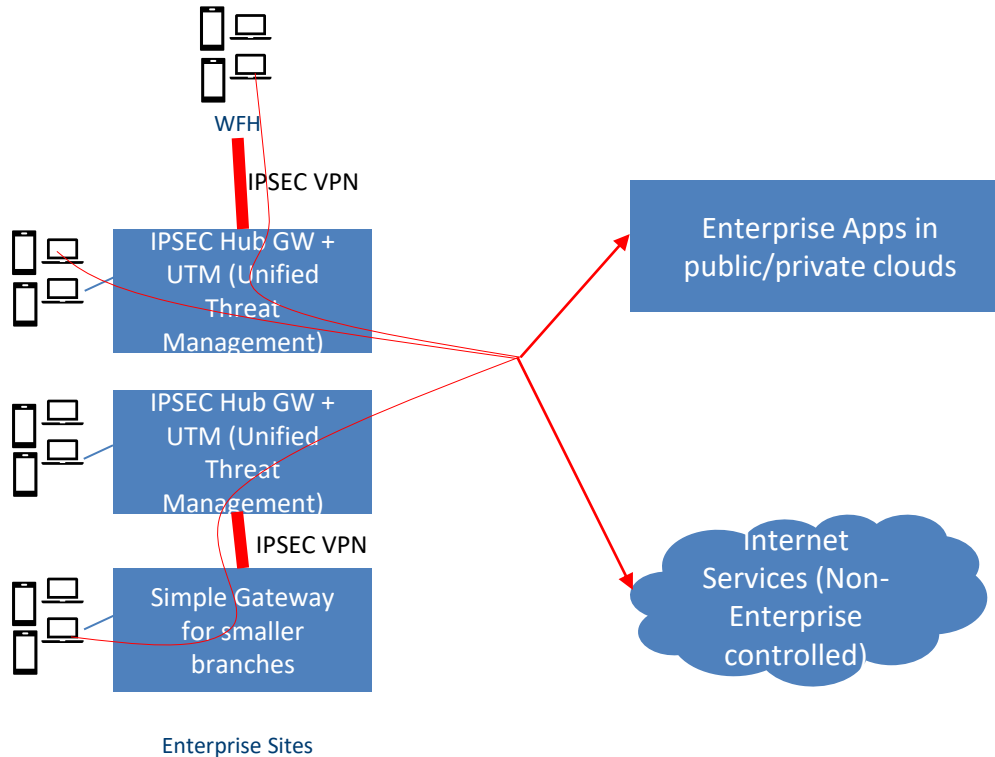 WFH
IPSEC VPN
IPSEC Hub GW +
UTM (Unified
Threat
Management)
Enterprise Apps in
public/private clouds
IPSEC Hub GW +
UTM (Unified
Threat
Management)
IPSEC VPN
Simple Gateway
for smaller
branches
Internet
Services (Non-
Enterprise
controlled)
Enterprise Sites